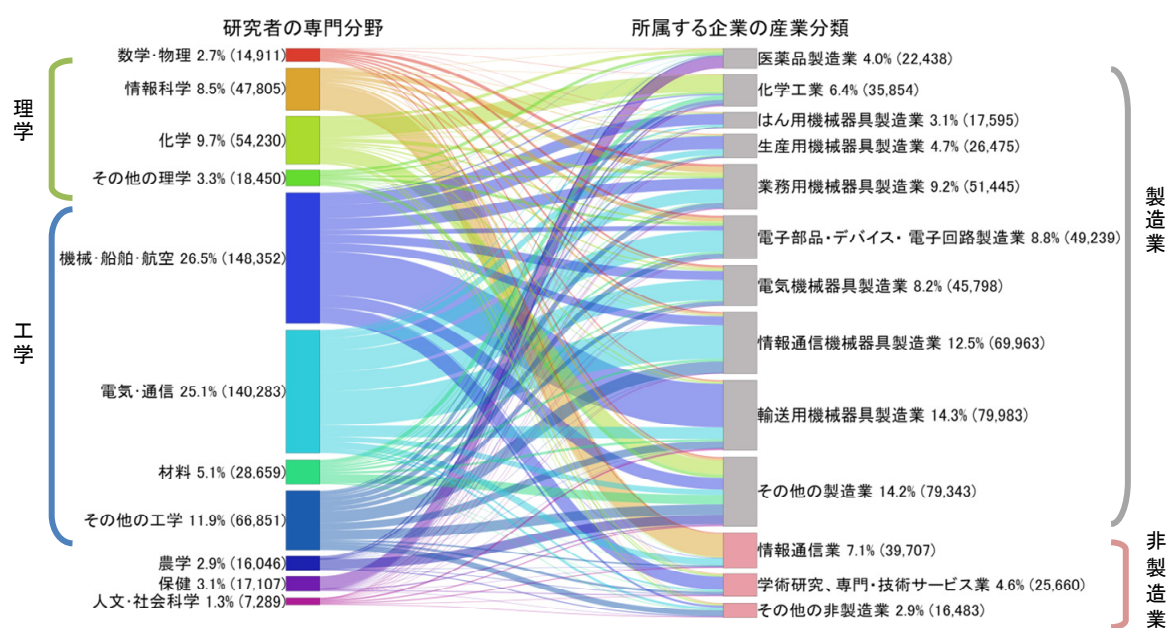 研究者の専門分野
数学・物理 2.7% (14,911)
情報科学 8.5% (47,805)
化学 9.7% (54,230)
その他の理学 3.3% (18,450)
機械・船舶・航空 26.5% (148,352)
電気・通信 25.1% (140,283)
材料 5.1% (28,659)
その他の工学 11.9% (66,851)
農学 2.9% (16,046)
保健 3.1% (17,107)
人文・社会科学 1.3% (7,289)
理学
工学
所属する企業の産業分類
医薬品製造業 4.0% (22,438)
化学工業 6.4% (35,854)
はん用機械器具製造業 3.1% (17,595)
生産用機械器具製造業 4.7% (26,475)
業務用機械器具製造業 9.2% (51,445)
電子部品・デバイス・電子回路製造業 8.8% (49,239)
電気機械器具製造業 8.2% (45,798)
情報通信機械器具製造業 12.5% (69,963)
輸送用機械器具製造業 14.3% (79,983)
その他の製造業 14.2% (79,343)
情報通信業 7.1% (39,707)
学術研究、専門・技術サービス業 4.6% (25,660)
その他の非製造業 2.9% (16,483)
製造業
非製造業